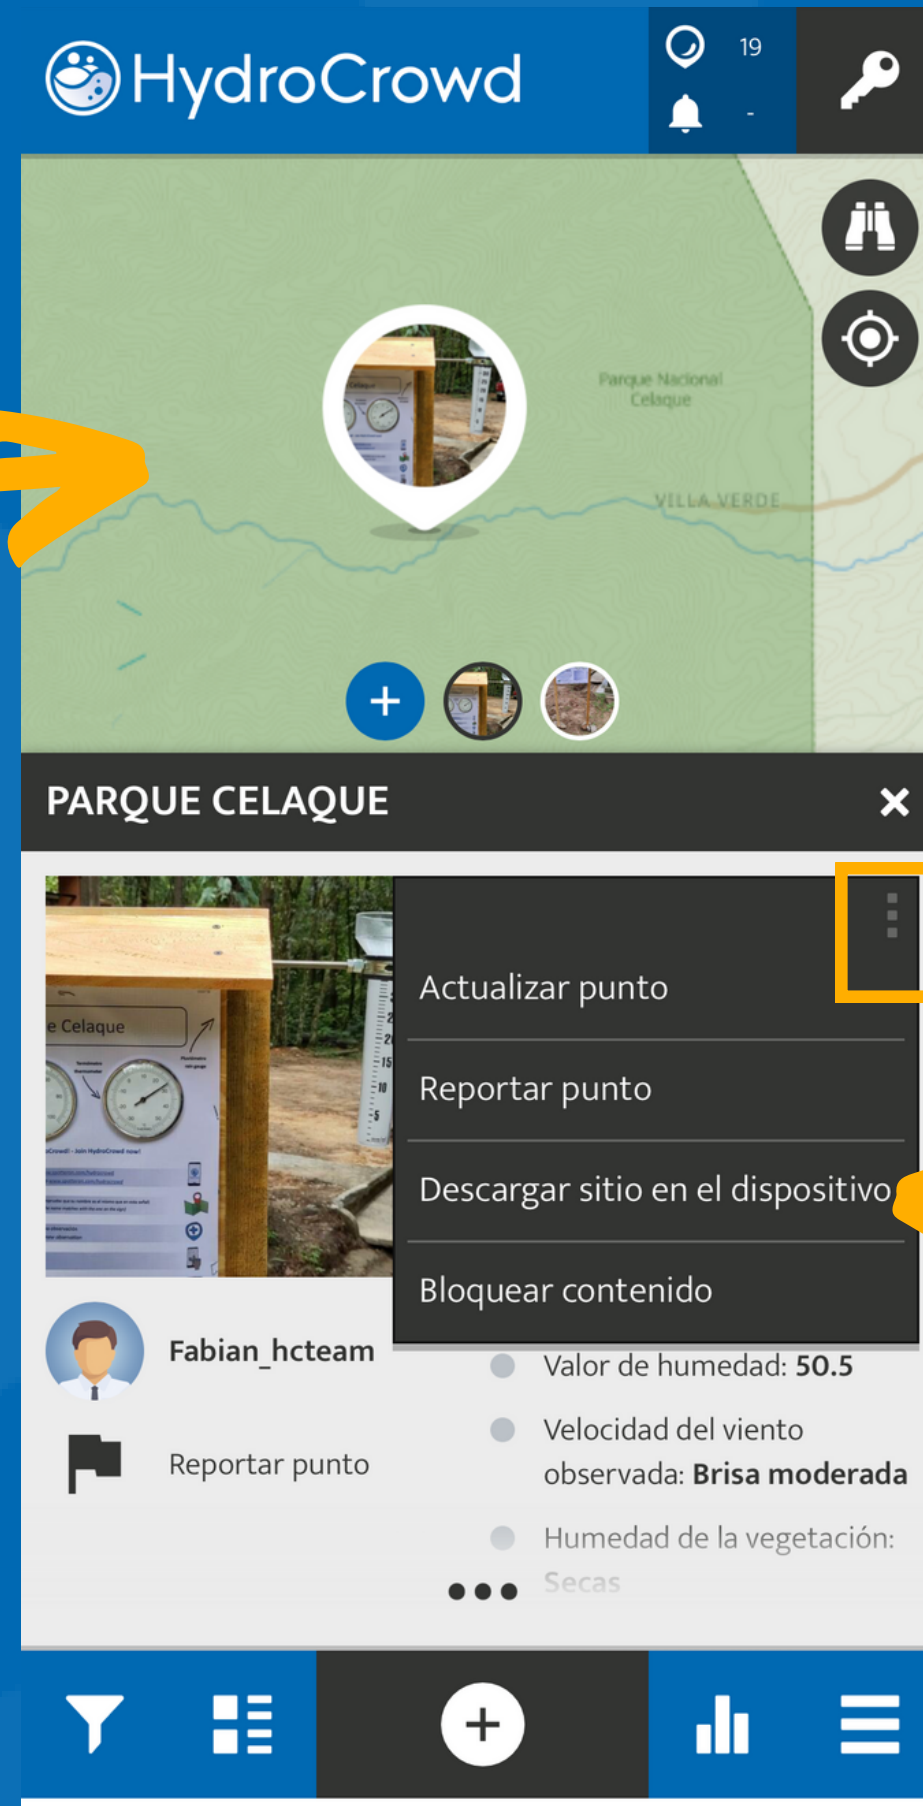 HydroCrowd
19
-
Parque Nacional
Celaque
VILLA VERDE
PARQUE CELAQUE
e Celaque
Actualizar punto
Reportar punto
Descargar sitio en el dispositivo
Bloquear contenido
Fabian_hcteam
Reportar punto
Valor de humedad: 50.5
Velocidad del viento
observada: Brisa moderada
Humedad de la vegetación:
Secas